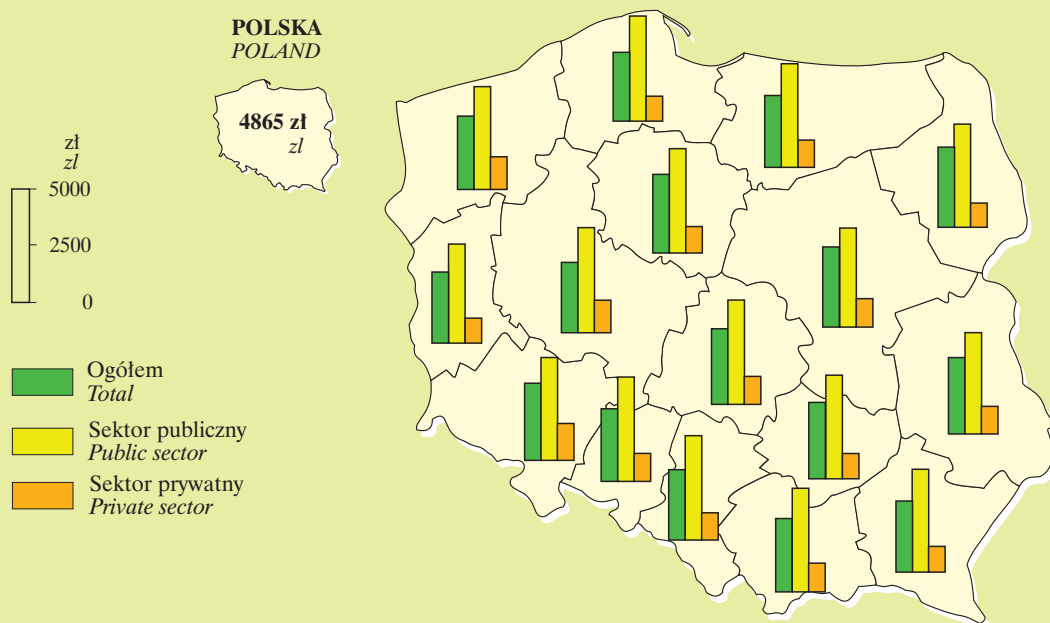 POLSKA
POLAND
4865 zł
zl
zł
zl
5000
2500
0
Ogółem
Total
Sektor publiczny
Public sector
Sektor prywatny
Private sector